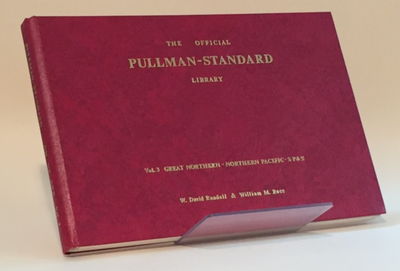 THE OFFICIAL
PULLMAN-STANDARD
LIBRARY
Vol. 3 GREAT NORTHERN - NORTHERN PACIFIC - SP&S
W. David Randall & William M. Ross